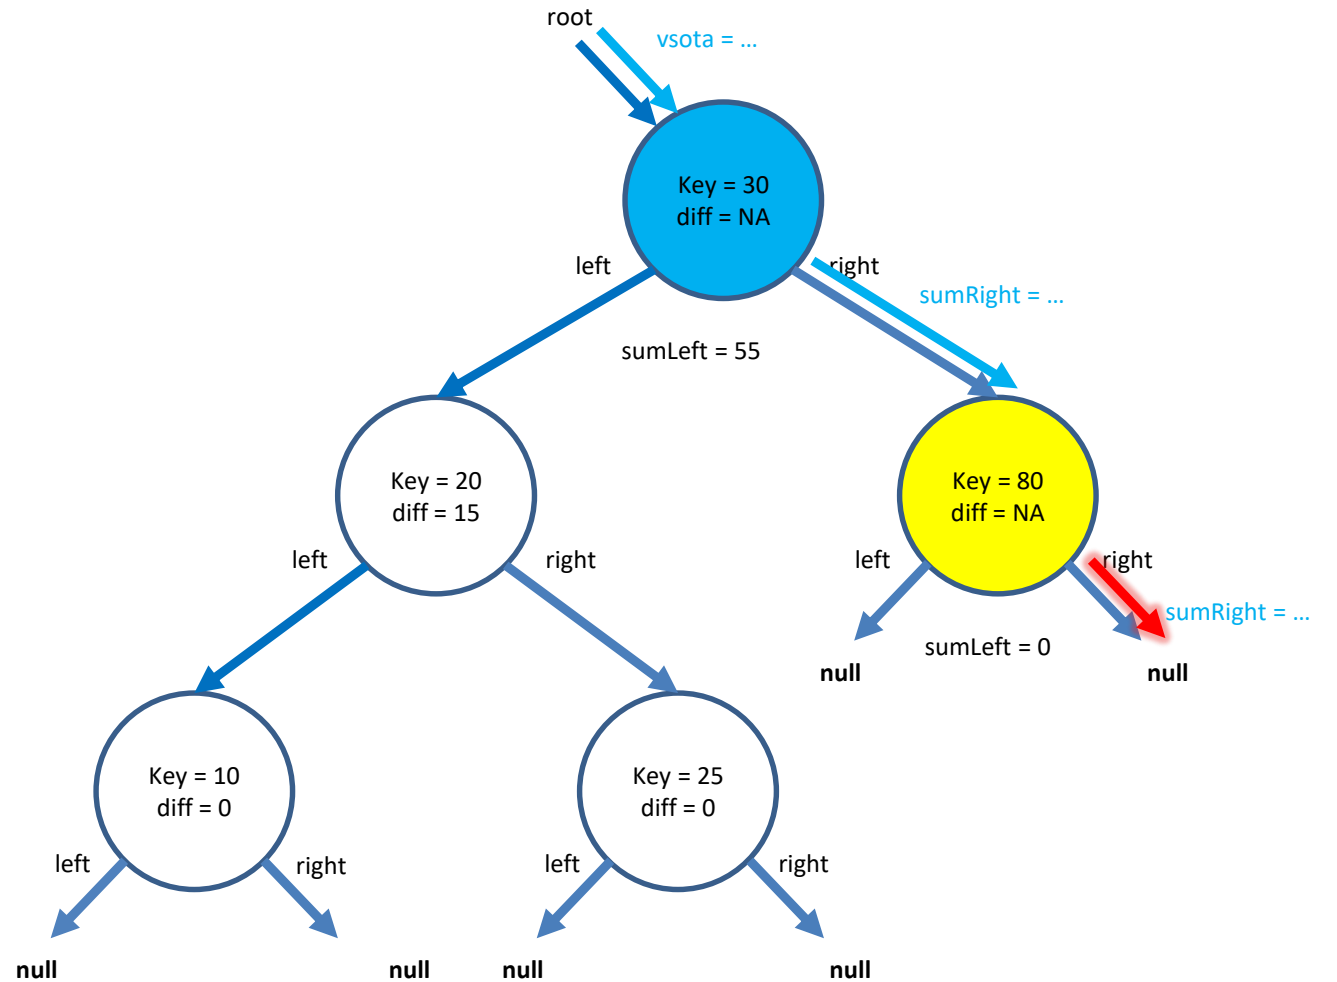 root
vsota = ...
Key = 30
diff = NA
left
right
sumRight = ...
sumLeft = 55
Key = 20
diff = 15
Key = 80
diff = NA
left
right
left
right
sumRight = ...
sumLeft = 0
null
null
Key = 10
diff = 0
Key = 25
diff = 0
left
right
left
right
null
null
null
null